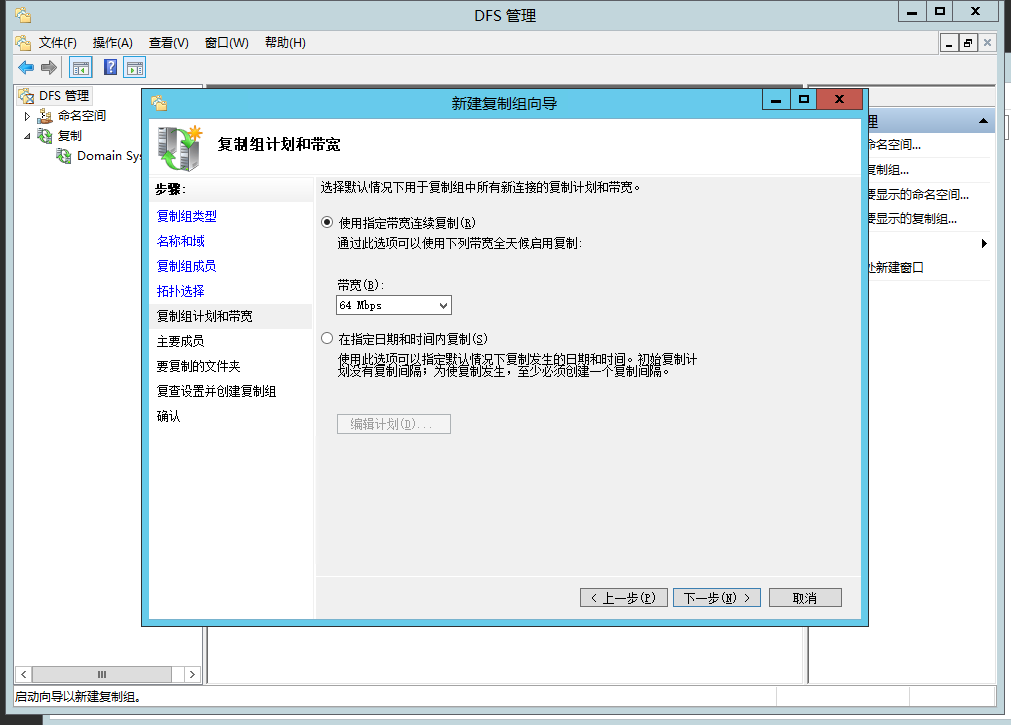 DFS 管理
文件(F) 操作(A) 查看(V) 窗口(W) 帮助(H)
DFS 管理
命名空间
复制
Domain Sys
新建复制组向导
复制组计划和带宽
步骤:
复制组类型
名称和域
复制组成员
拓扑选择
复制组计划和带宽
主要成员
要复制的文件夹
复查设置并创建复制组
确认
选择默认情况下用于复制组中所有新连接的复制计划和带宽。
使用指定带宽连续复制(R)
通过此选项可以使用下列带宽全天候启用复制:
带宽(B):
64 Mbps
在指定日期和时间内复制(S)
使用此选项可以指定默认情况下复制发生的日期和时间。初始复制计
划没有复制间隔；为使复制发生，至少必须创建一个复制间隔。
编辑计划(D)...
< 上一步(P) 下一步(N) > 取消
理
命名空间...
复制组...
要显示的命名空间...
要显示的复制组...
处新建窗口
启动向导以新建复制组。